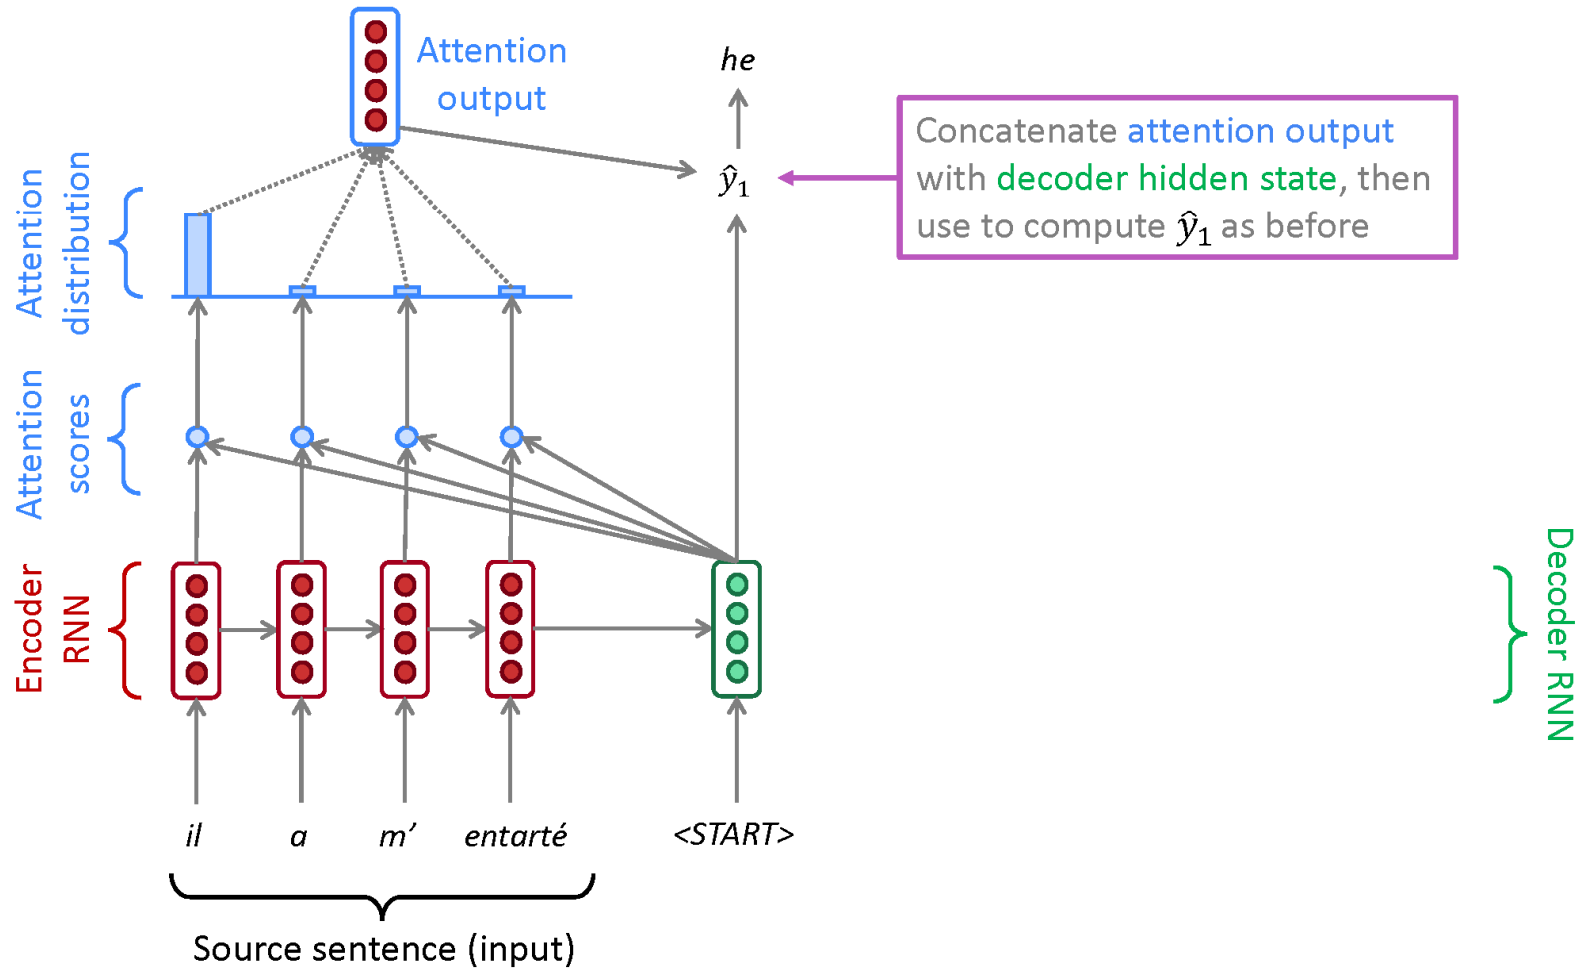 Attention
output
he
ŷ₁
Concatenate attention output
with decoder hidden state, then
use to compute ŷ₁ as before
Attention
distribution
Attention
scores
Encoder
RNN
Decoder RNN
il a m’ entarté <START>
Source sentence (input)